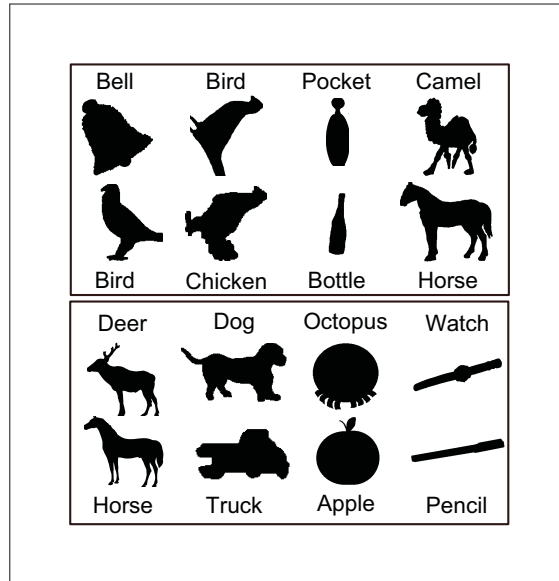 Bell Bird Pocket Camel
Bird Chicken Bottle Horse
Deer Dog Octopus Watch
Horse Truck Apple Pencil